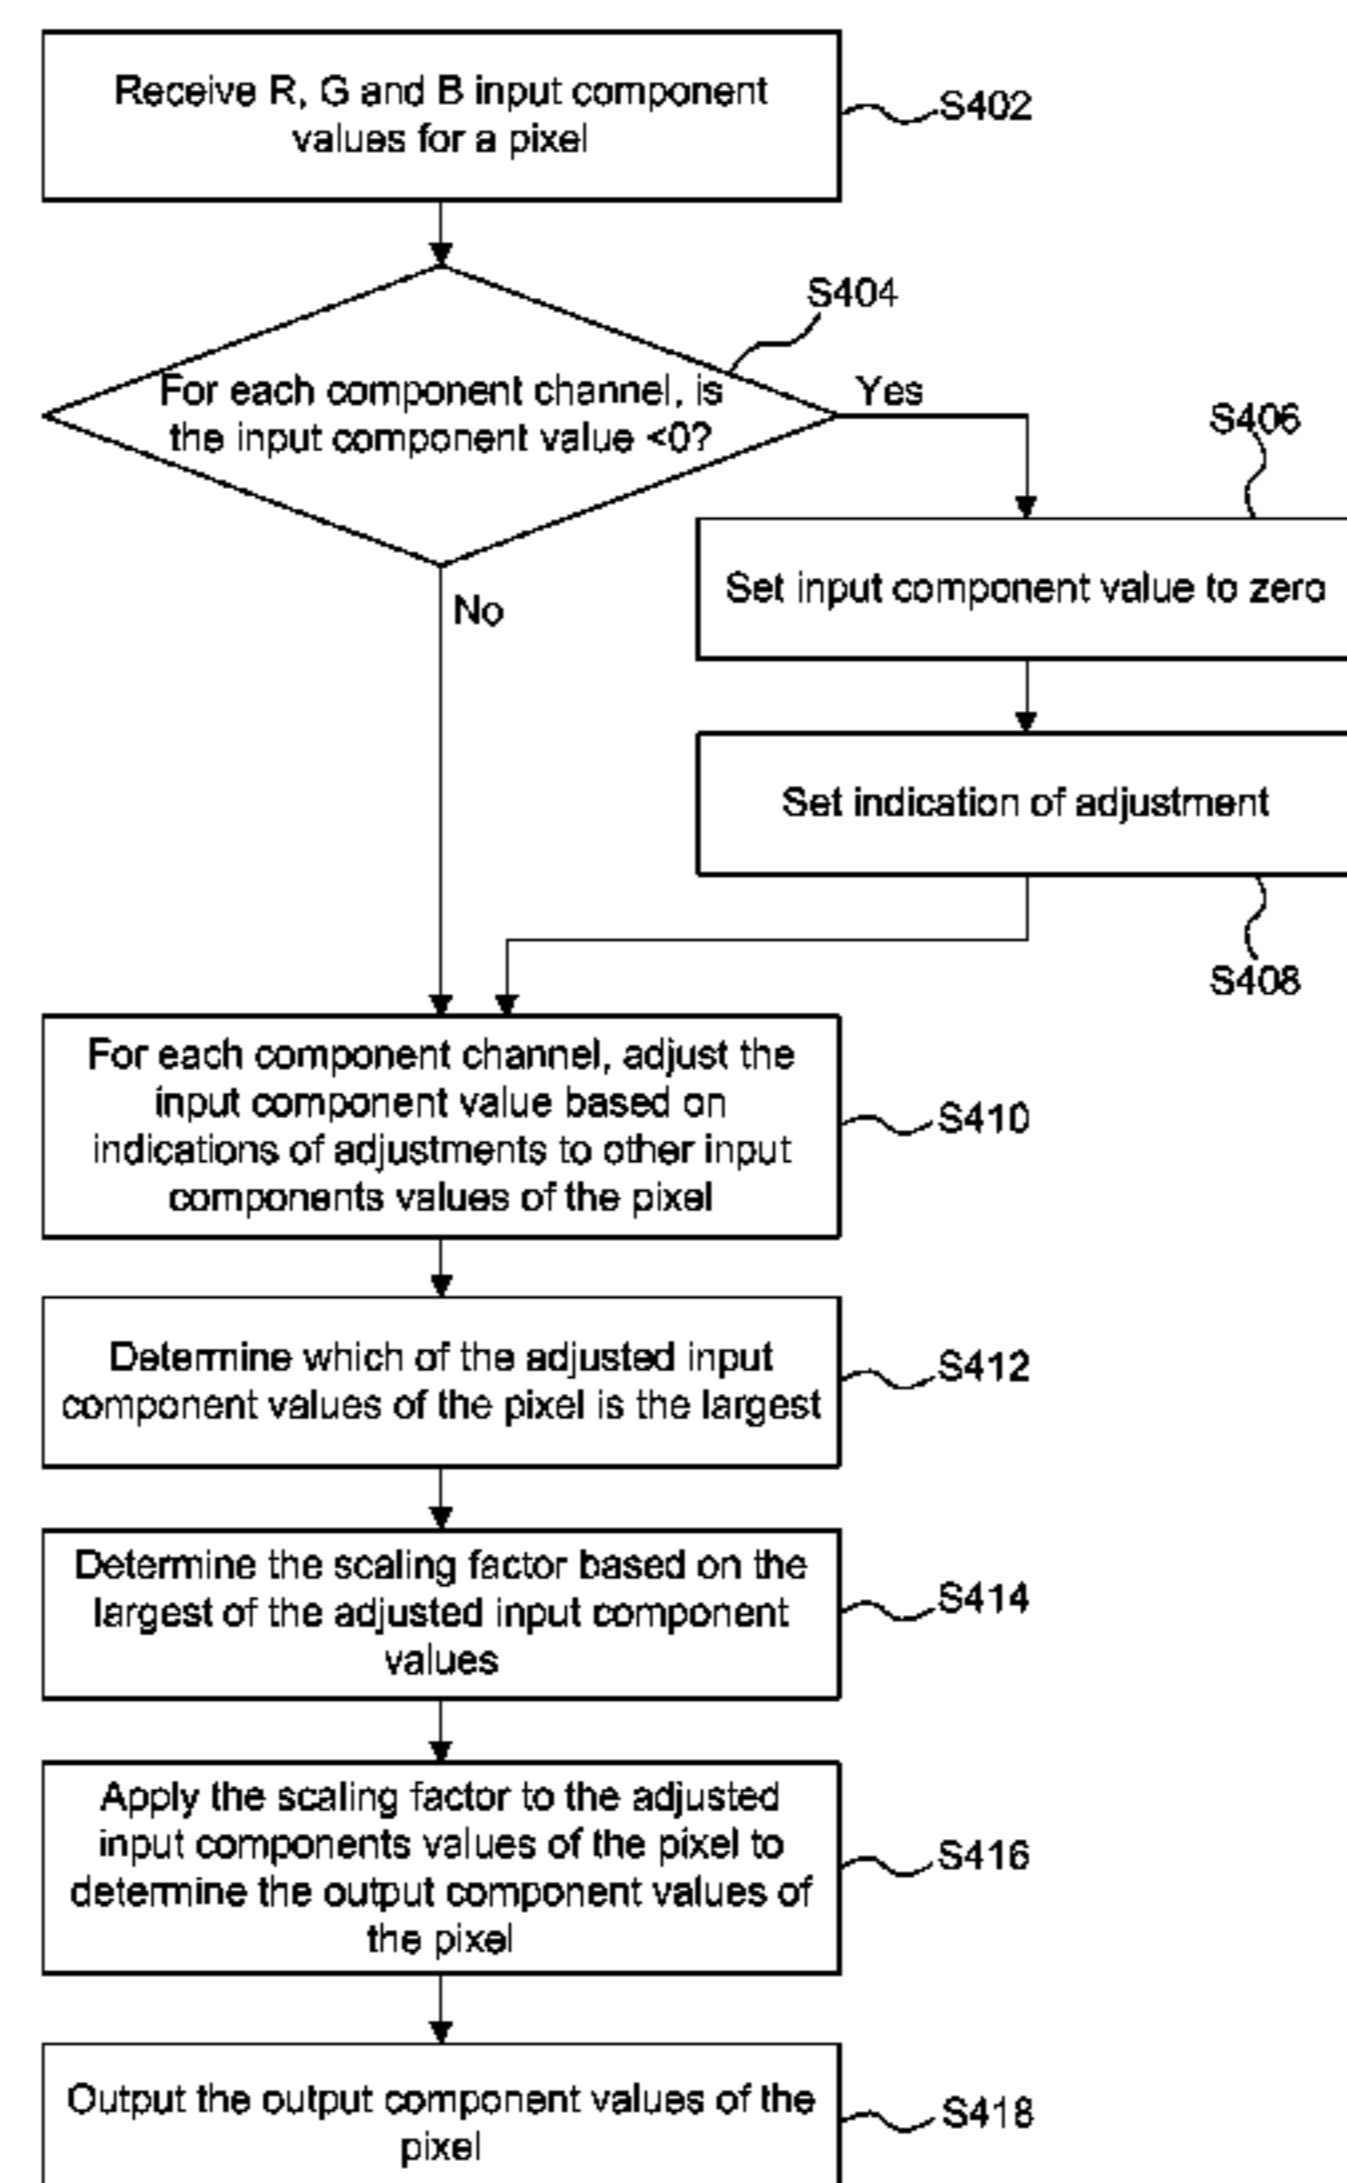 Receive R, G and B input component
values for a pixel
S402
S404
For each component channel, is
the input component value <0?
Yes
S406
No
Set input component value to zero
Set indication of adjustment
S408
For each component channel, adjust the
input component value based on
indications of adjustments to other input
components values of the pixel
S410
Determine which of the adjusted input
component values of the pixel is the largest
S412
Determine the scaling factor based on the
largest of the adjusted input component
values
S414
Apply the scaling factor to the adjusted
input components values of the pixel to
determine the output component values of
the pixel
S416
Output the output component values of the
pixel
S418